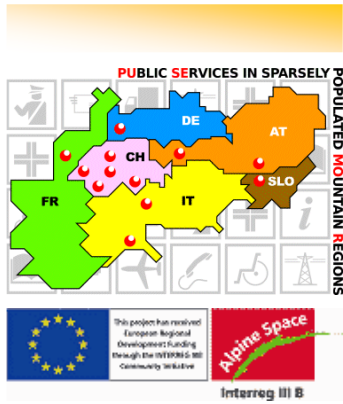 PUBLIC SERVICES IN SPARSELY
POPULATED MOUNTAIN REGIONS
DE
AT
CH
SLO
FR
IT
i
This project has received
European Regional
Development Funding
through the INTERREG IIIB
Community Initiative
Alpine Space
Interreg III B